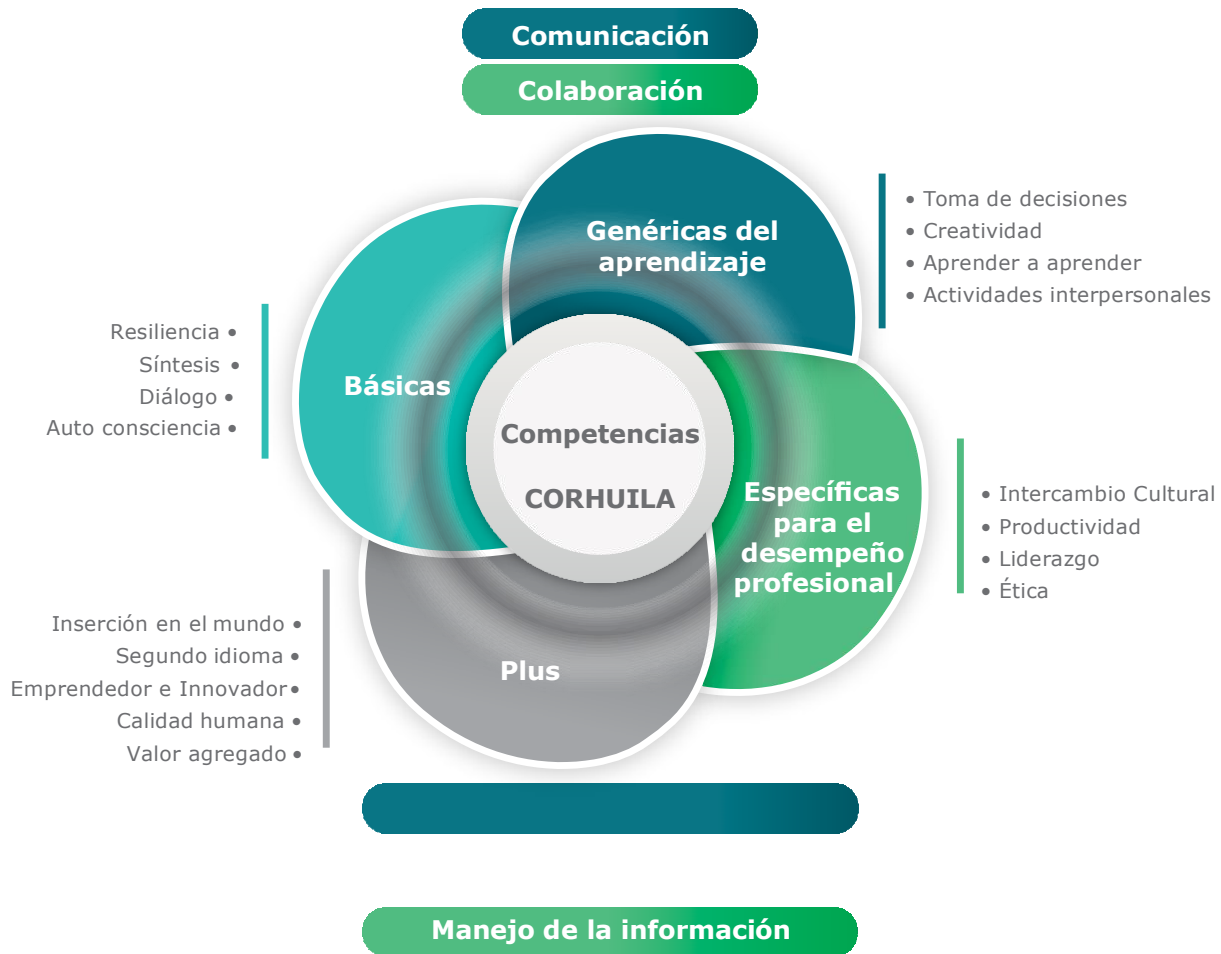 Comunicación
Colaboración
Genéricas del
aprendizaje
• Toma de decisiones
• Creatividad
• Aprender a aprender
• Actividades interpersonales
Resiliencia •
Síntesis •
Diálogo •
Auto consciencia •
Básicas
Competencias
CORHUILA
Específicas
para el
desempeño
profesional
• Intercambio Cultural
• Productividad
• Liderazgo
• Ética
Inserción en el mundo •
Segundo idioma •
Emprendedor e Innovador •
Calidad humana •
Valor agregado •
Plus
Manejo de la información